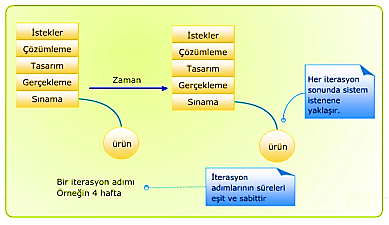 İstekler
Çözümleme
Tasarım
Gerçekleme
Sınama
ürün
Zaman
İstekler
Çözümleme
Tasarım
Gerçekleme
Sınama
ürün
Her iterasyon
sonunda sistem
istenene
yaklaşır.
Bir iterasyon adımı
Örneğin 4 hafta
İterasyon
adımlarının süreleri
eşit ve sabittir